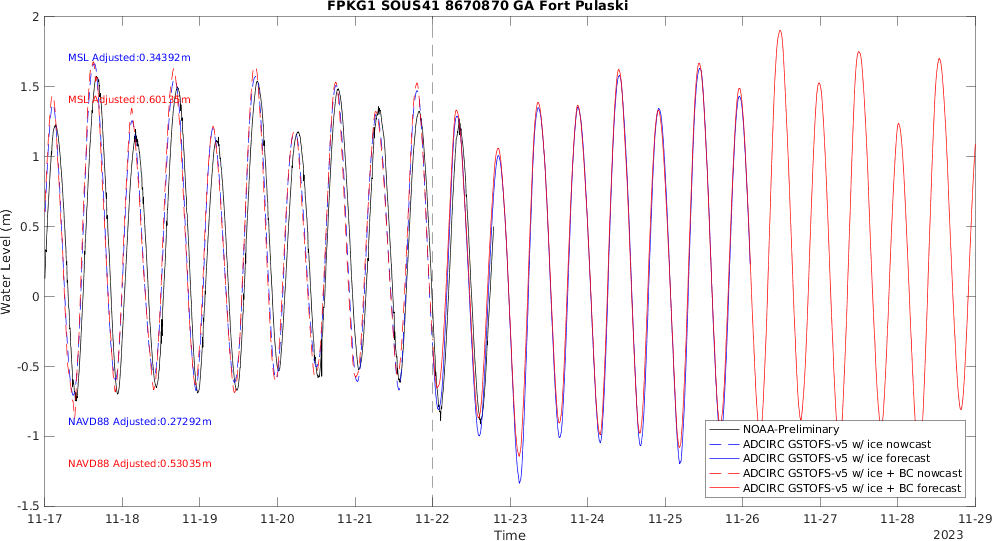 FPKG1 SOUS41 8670870 GA Fort Pulaski
2
1.5
1
0.5
0
-0.5
-1
-1.5
Water Level (m)
MSL Adjusted:0.34392m
MSL Adjusted:0.60135m
NAVD88 Adjusted:0.27292m
NAVD88 Adjusted:0.53035m
NOAA-Preliminary
ADCIRC GSTOFS-v5 w/ ice nowcast
ADCIRC GSTOFS-v5 w/ ice forecast
ADCIRC GSTOFS-v5 w/ ice + BC nowcast
ADCIRC GSTOFS-v5 w/ ice + BC forecast
11-17 11-18 11-19 11-20 11-21 11-22 11-23 11-24 11-25 11-26 11-27 11-28 11-29
Time
2023